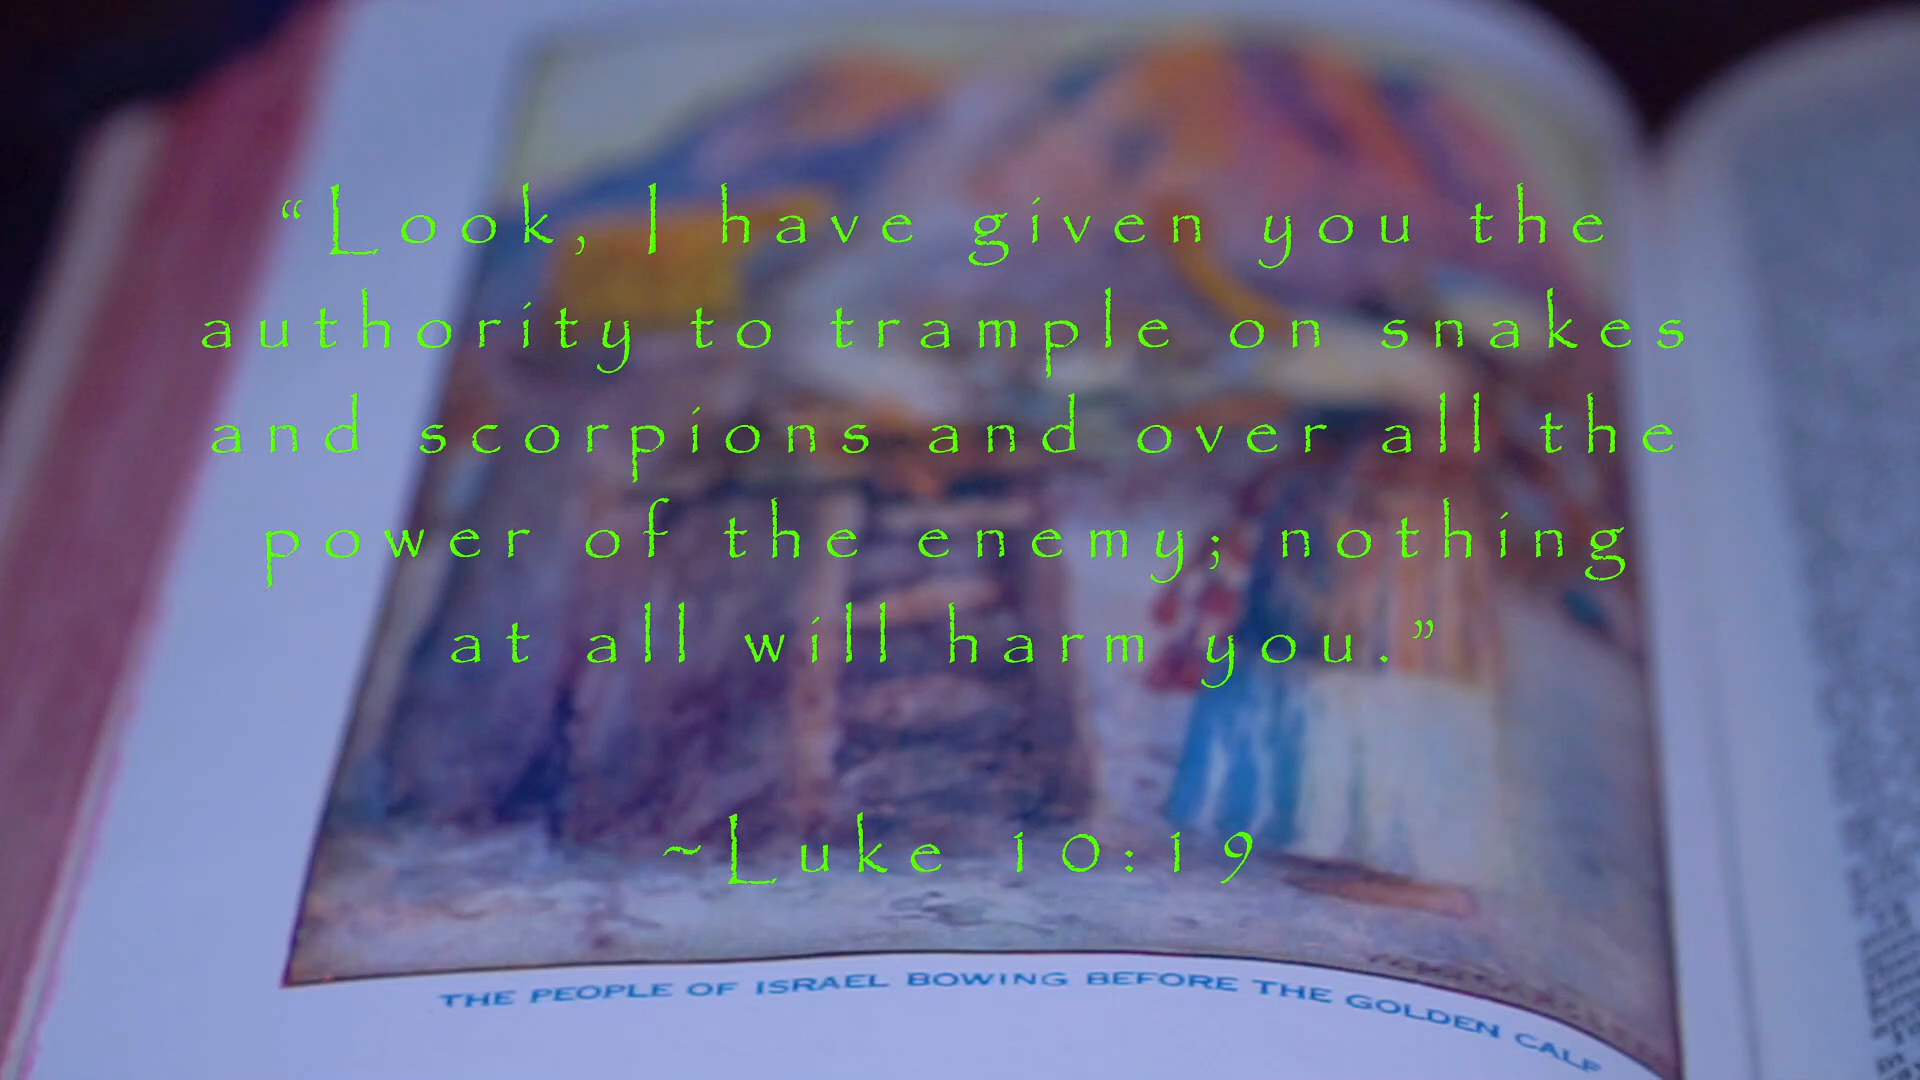 “Look, I have given you the
authority to trample on snakes
and scorpions and over all the
power of the enemy; nothing
at all will harm you.”
~Luke 10:19
THE PEOPLE OF ISRAEL BOWING BEFORE THE GOLDEN CALF